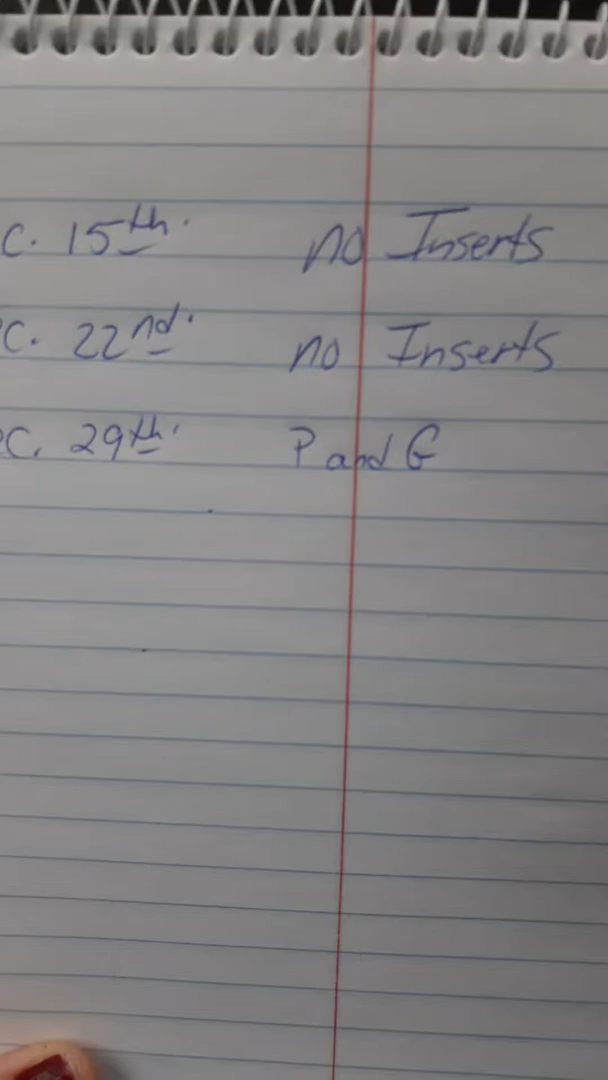 C. 15th. no Inserts
C. 22nd. no Inserts
C. 29th. P and G